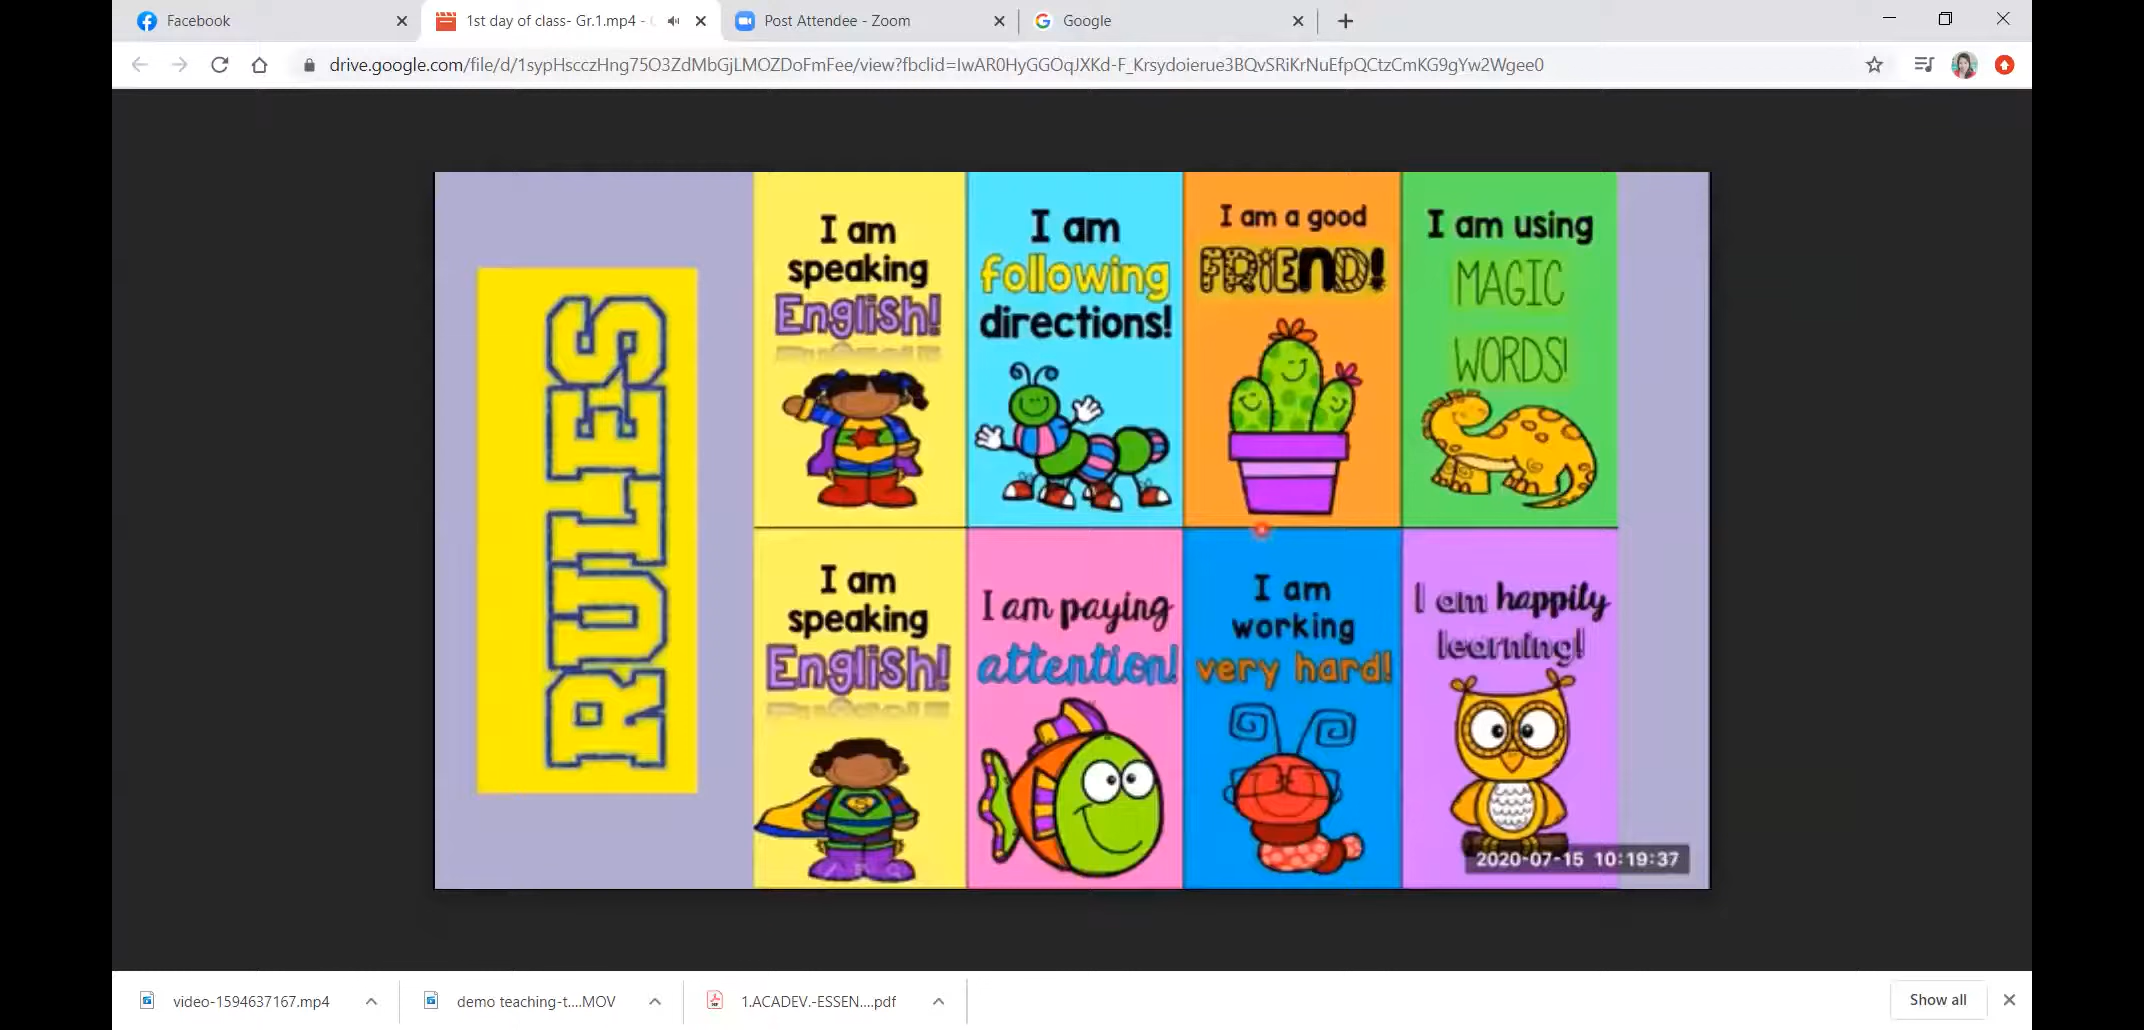 Facebook
1st day of class- Gr.1.mp4 -
Post Attendee - Zoom
Google
drive.google.com/file/d/1sypHscczHng75O3ZdMbGjLMOZDoFmFee/view?fbclid=IwAR0HyGGOqJXKd-F_Krsydoierue3BQvSRiKrNuEfpQCtzCmKG9gYw2Wgee0
RULES
I am
speaking
English!
I am
following
directions!
I am a good
FRiEnD!
I am using
MAGIC
WORDS!
I am
speaking
English!
I am paying
attention!
I am
working
very hard!
I am happily
learning!
2020-07-15 10:19:37
video-1594637167.mp4
demo teaching-t....MOV
1.ACADEV.-ESSEN....pdf
Show all